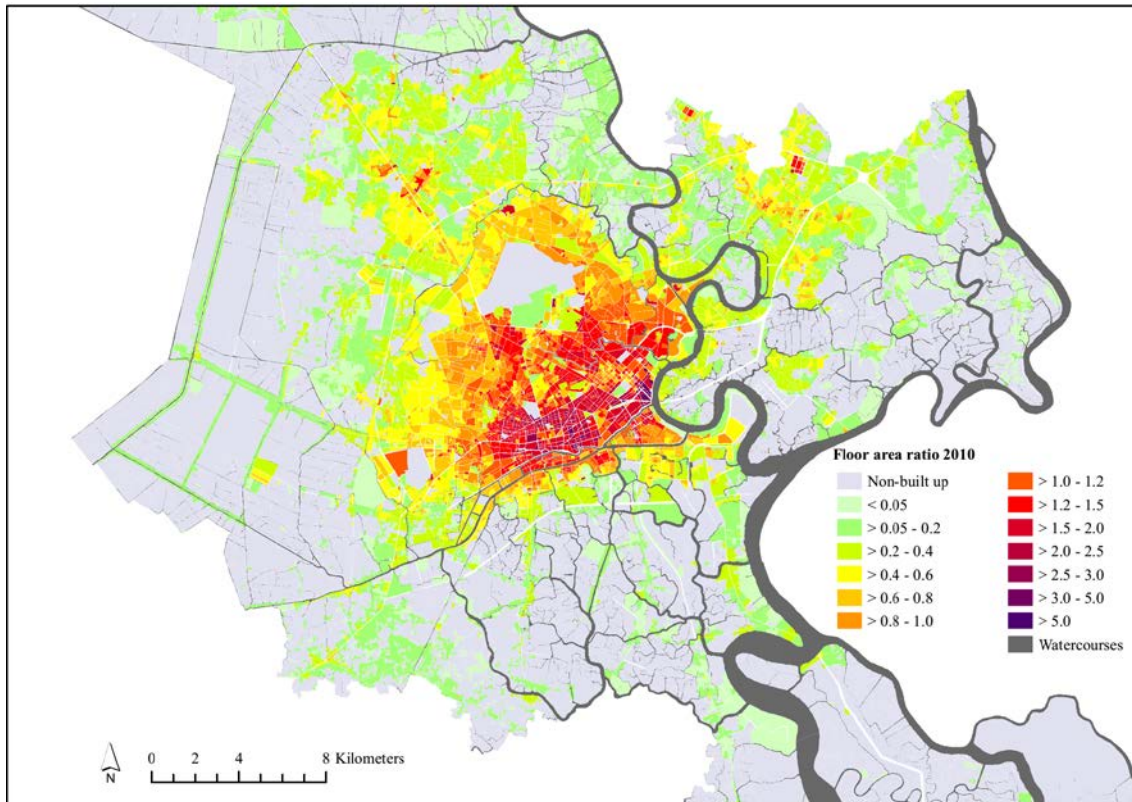 Floor area ratio 2010
Non-built up
< 0.05
> 0.05 - 0.2
> 0.2 - 0.4
> 0.4 - 0.6
> 0.6 - 0.8
> 0.8 - 1.0
> 1.0 - 1.2
> 1.2 - 1.5
> 1.5 - 2.0
> 2.0 - 2.5
> 2.5 - 3.0
> 3.0 - 5.0
> 5.0
Watercourses
N
0 2 4 8 Kilometers